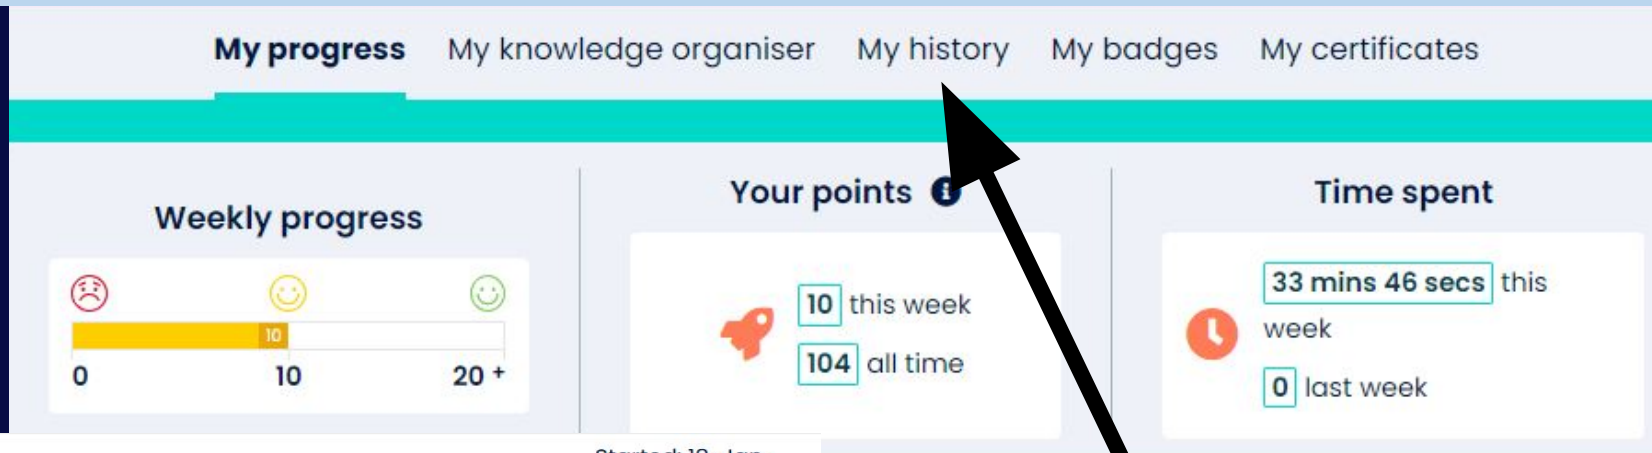 My progress My knowledge organiser My history My badges My certificates
Weekly progress
10
0 10 20 +
Your points
10 this week
104 all time
Time spent
33 mins 46 secs this
week
0 last week